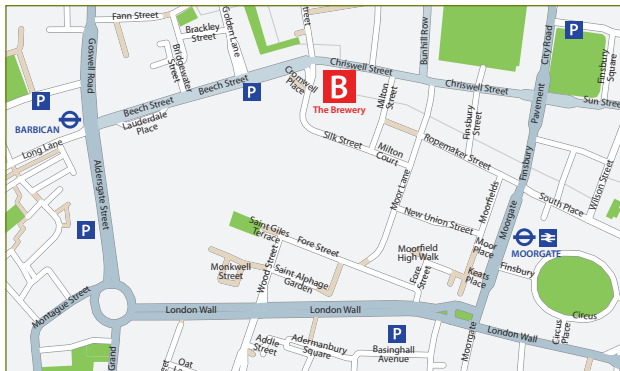 Fann Street
Brackley
Street
Golden Lane
treet
Bunhill Row
City Road
P
Finsbury
Square
Goswell Road
Bridgewater
Street
Chriswell Street
Cromwell
Place
B
The Brewery
P
P
Beech Street
Beech Street
Lauderdale
Place
Milton
Street
Chriswell Street
Pavement
Sun Street
BARBICAN
Long Lane
Silk Street
Milton
Court
Finsbury
Street
Ropemaker Street
Finsbury
Aldersgate Street
Moor Lane
Moorfields
South Place
Wilson Street
P
Saint Giles
Terrace
Fore Street
New Union Street
Moorgate
Moor
Place
MOORGATE
Moorfield
High Walk
Monkwell
Street
Wood Street
Saint Alphage
Garden
Fore
Street
Keats
Place
Finsbury
Circus
Montague Street
London Wall
London Wall
London Wall
Circus
Place
Moorgate
P
Basinghall
Avenue
Addle
Street
Adermanbury
Square
Oat
Grand